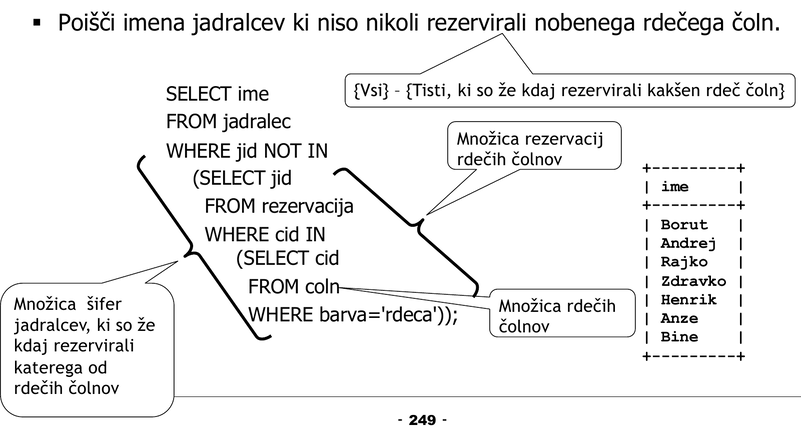 ▪ Poišči imena jadralcev ki niso nikoli rezervirali nobenega rdečega čoln.
{Vsi} – {Tisti, ki so že kdaj rezervirali kakšen rdeč čoln}
SELECT ime
FROM jadralec
WHERE jid NOT IN
(SELECT jid
FROM rezervacija
WHERE cid IN
(SELECT cid
FROM coln
WHERE barva='rdeca'));
Množica rezervacij
rdečih čolnov
Množica rdečih
čolnov
Množica šifer
jadralcev, ki so že
kdaj rezervirali
katerega od
rdečih čolnov
+---------+
| ime |
+---------+
| Borut |
| Andrej |
| Rajko |
| Zdravko |
| Henrik |
| Anze |
| Bine |
+---------+
- 249 -